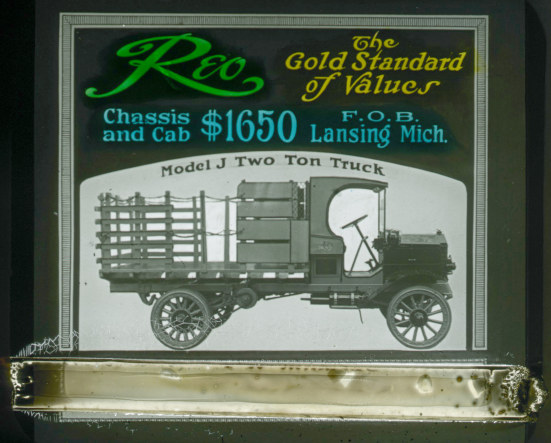 Reo
The
Gold Standard
of Values
Chassis
and Cab
$1650
F.O.B.
Lansing Mich.
Model J Two Ton Truck